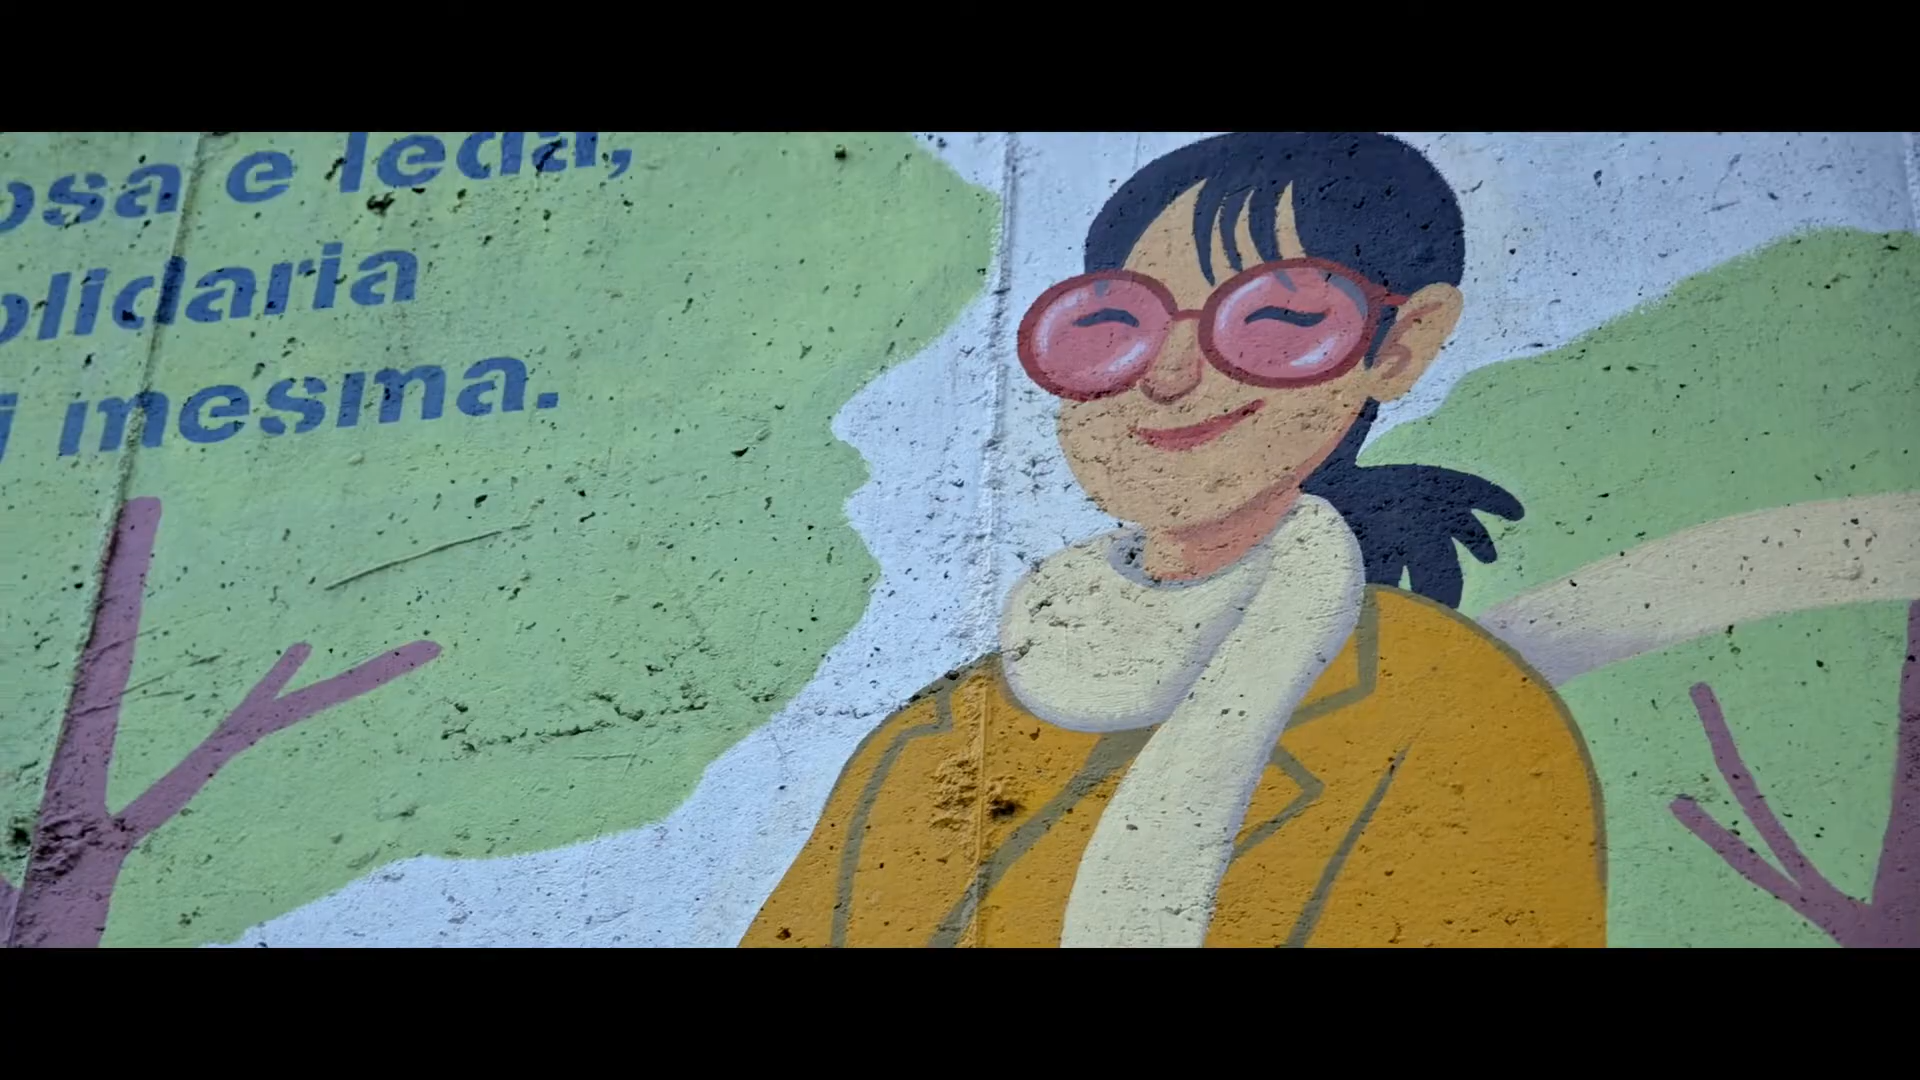 osa e leda,
olidaria
i mesma.